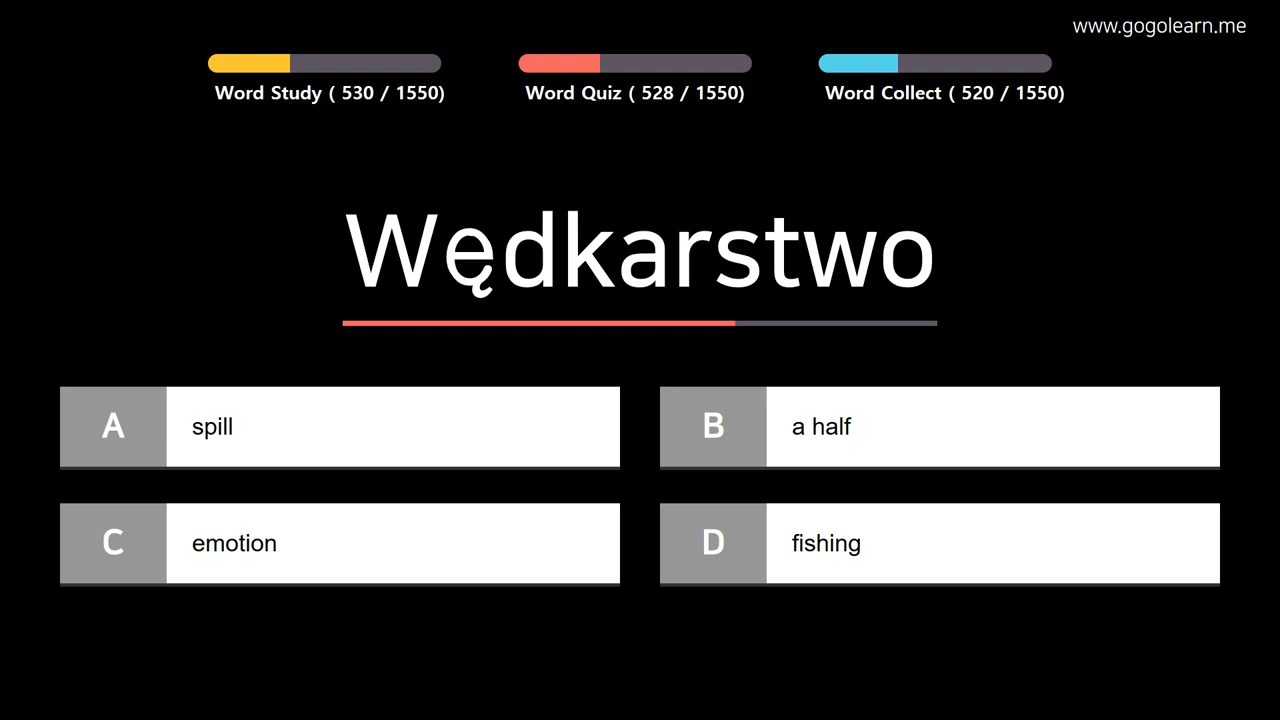 www.gogolearn.me
Word Study ( 530 / 1550)
Word Quiz ( 528 / 1550)
Word Collect ( 520 / 1550)
Wędkarstwo
A spill
B a half
C emotion
D fishing